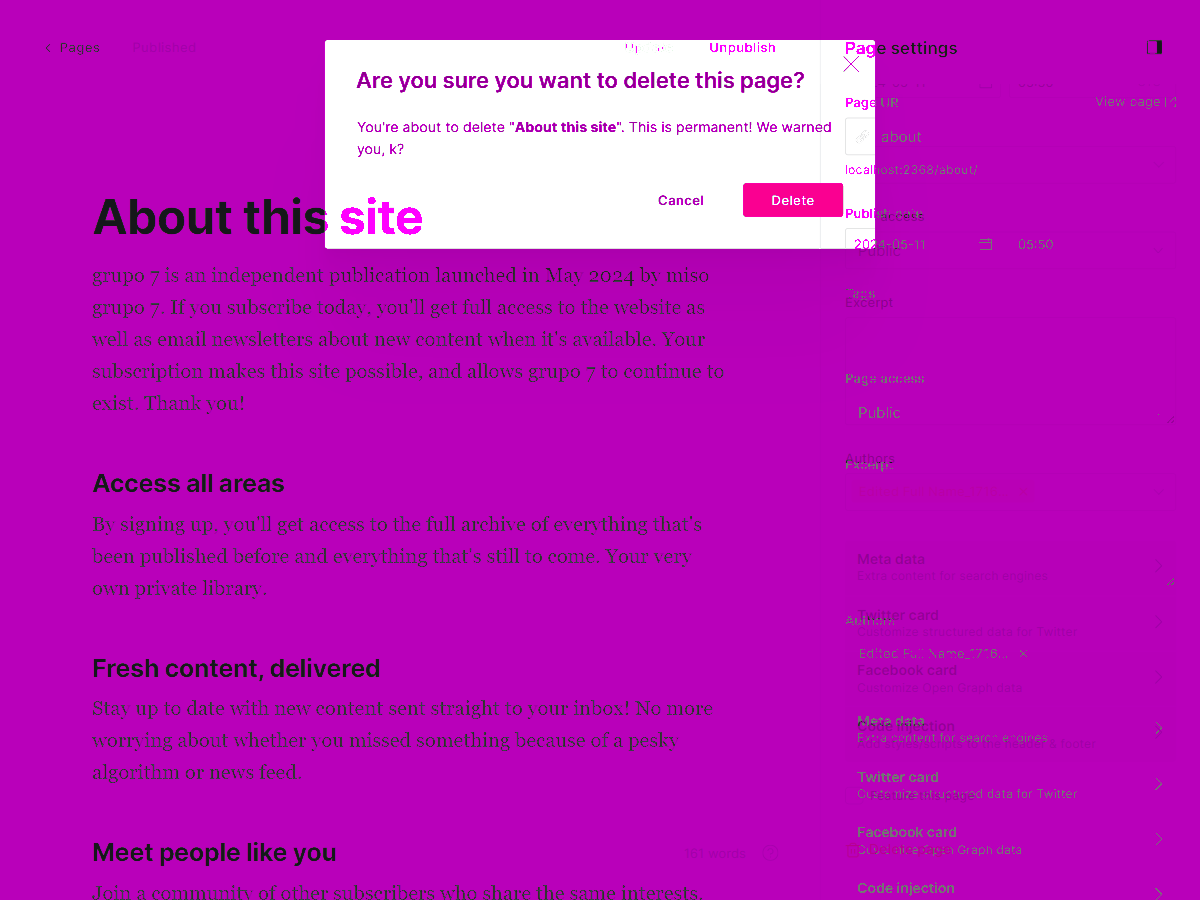 Pages
Published
Unpublish
Are you sure you want to delete this page?
You're about to delete "About this site". This is permanent! We warned
you, k?
Cancel
Delete
About this site
grupo 7 is an independent publication launched in May 2024 by miso
grupo 7. If you subscribe today, you'll get full access to the website as
well as email newsletters about new content when it's available. Your
subscription makes this site possible, and allows grupo 7 to continue to
exist. Thank you!
Access all areas
By signing up, you'll get access to the full archive of everything that's
been published before and everything that's still to come. Your very
own private library.
Fresh content, delivered
Stay up to date with new content sent straight to your inbox! No more
worrying about whether you missed something because of a pesky
algorithm or news feed.
Meet people like you
Join a community of other subscribers who share the same interests.
161 words
Page settings
Page UR
View page
about
localhost:2368/about/
access
2024-05-11
05:50
Tags
Excerpt
Page access
Public
Authors
Excerpt
Meta data
Extra content for search engines
Twitter card
Customize structured data for Twitter
Authors
Edited Full Name_1716...
Facebook card
Customize Open Graph data
Meta data
Extra content for search engines
Twitter card
Customize structured data for Twitter
Facebook card
Customize Open Graph data
Code injection